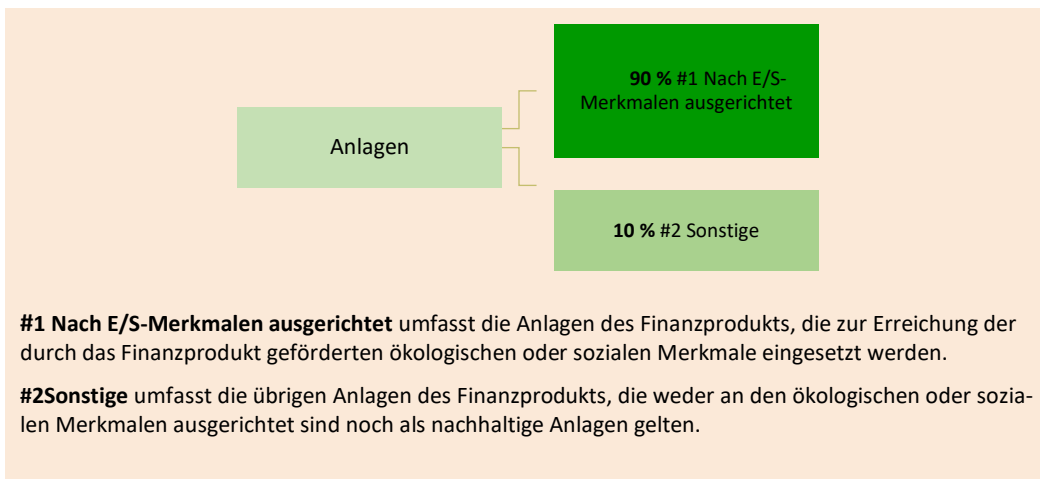 90 % #1 Nach E/S-
Merkmalen ausgerichtet
Anlagen
10 % #2 Sonstige
#1 Nach E/S-Merkmalen ausgerichtet umfasst die Anlagen des Finanzprodukts, die zur Erreichung der
durch das Finanzprodukt geförderten ökologischen oder sozialen Merkmale eingesetzt werden.
#2Sonstige umfasst die übrigen Anlagen des Finanzprodukts, die weder an den ökologischen oder sozia-
len Merkmalen ausgerichtet sind noch als nachhaltige Anlagen gelten.